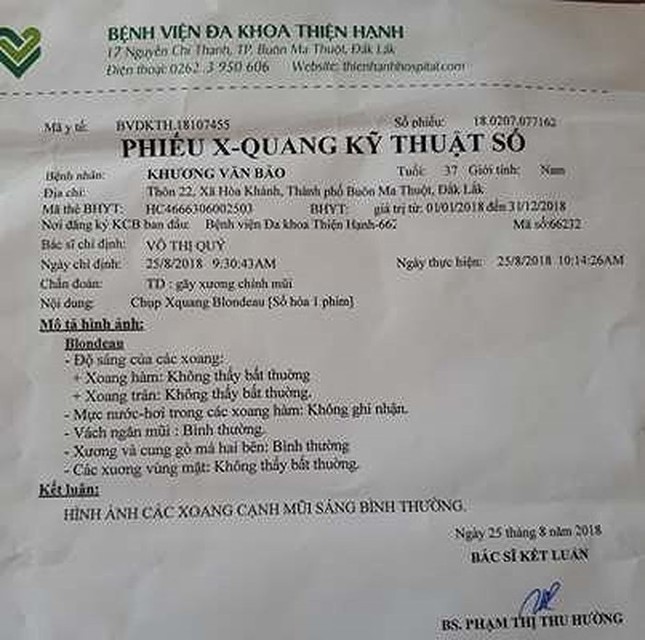 BỆNH VIỆN ĐA KHOA THIỆN HẠNH
17 Nguyễn Chí Thanh, TP. Buôn Ma Thuột, Đăk Lăk
Điện thoại: 0262 .3 950 606 Website: thienhanhhospital.com
Mã y tế: BVDKTH.18107455 Số phiếu: 18.0207.077162
PHIẾU X-QUANG KỸ THUẬT SỐ
Bệnh nhân: KHƯƠNG VĂN BẢO Tuổi: 37 Giới tính: Nam
Địa chỉ: Thôn 22, Xã Hòa Khánh, Thành phố Buôn Ma Thuột, Đắk Lắk
Mã thẻ BHYT: HC4666306002503 BHYT: giá trị từ: 01/01/2018 đến 31/12/2018
Nơi đăng ký KCB ban đầu: Bệnh viện Đa khoa Thiện Hạnh-662 Mã số:66232
Bác sĩ chỉ định: VÕ THỊ QUÝ
Ngày chỉ định: 25/8/2018 9:30:43AM Ngày thực hiện: 25/8/2018 10:14:26AM
Chẩn đoán: TD : gãy xương chính mũi
Nội dung: Chụp Xquang Blondeau [Số hóa 1 phim]
Mô tả hình ảnh:
Blondeau
- Độ sáng của các xoang:
+ Xoang hàm: Không thấy bất thường
+ Xoang trán: Không thấy bất thường.
- Mực nước-hơi trong các xoang hàm: Không ghi nhận.
- Vách ngăn mũi : Bình thường.
- Xương và cung gò má hai bên: Bình thường
- Các xương vùng mặt: Không thấy bất thường.
Kết luận:
HÌNH ẢNH CÁC XOANG CẠNH MŨI SÁNG BÌNH THƯỜNG.
Ngày 25 tháng 8 năm 2018
BÁC SĨ KẾT LUẬN
BS. PHẠM THỊ THU HƯỜNG